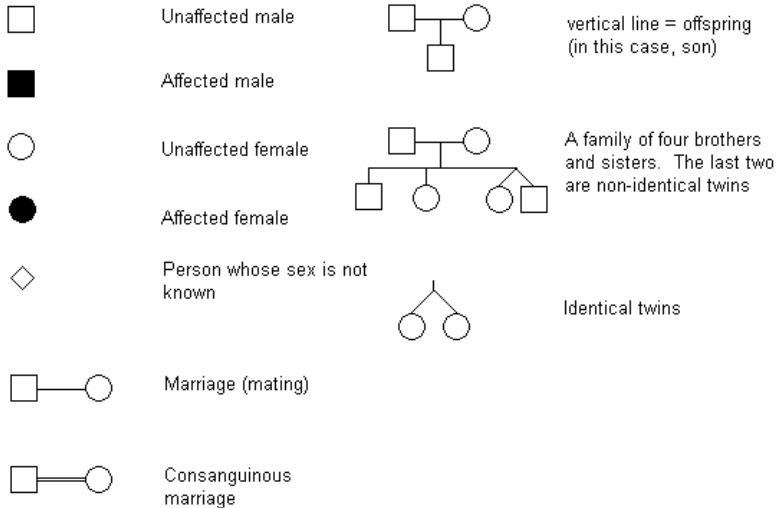 Unaffected male
Affected male
Unaffected female
Affected female
Person whose sex is not
known
Marriage (mating)
Consanguinous
marriage
vertical line = offspring
(in this case, son)
A family of four brothers
and sisters. The last two
are non-identical twins
Identical twins